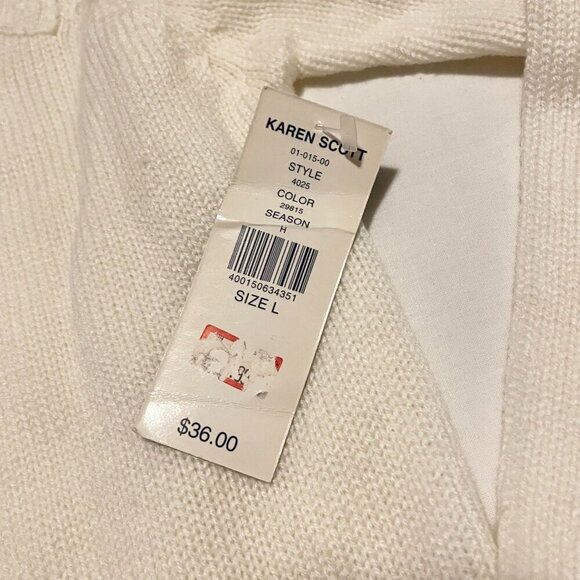 KAREN SCOTT
01-015-00
STYLE
4025
COLOR
29815
SEASON
H
400150634351
SIZE L
$36.00